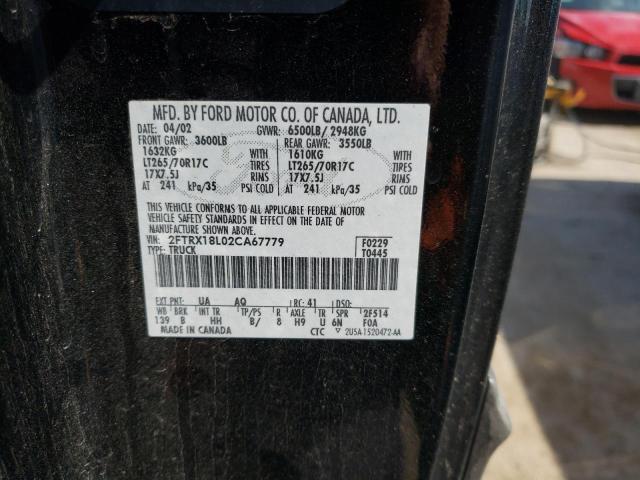 MFD. BY FORD MOTOR CO. OF CANADA, LTD.
DATE: 04/02 GVWR: 6500LB/ 2948KG
FRONT GAWR: 3600LB REAR GAWR: 3550LB
1632KG WITH 1610KG WITH
LT265/70R17C TIRES LT265/70R17C TIRES
17X7.5J RIMS 17X7.5J RIMS
AT 241 kPa/35 PSI COLD AT 241 kPa/35 PSI COLD
THIS VEHICLE CONFORMS TO ALL APPLICABLE FEDERAL MOTOR
VEHICLE SAFETY STANDARDS IN EFFECT ON THE DATE OF
MANUFACTURE SHOWN ABOVE.
VIN: 2FTRX18L02CA67779 F0229
TYPE: TRUCK T0445
EXT PNT: UA AQ RC: 41 DSO:
WB BRK INT TR TP/PS R AXLE TR SPR 2F514
139 B HH B/ 8 H9 U 6N F0A
MADE IN CANADA CTC 2U5A-1520472-AA